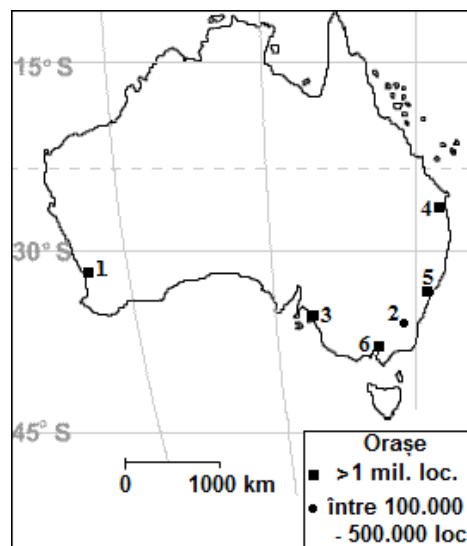 15° S
4
30° S
1
5
3
2
6
45° S
0 1000 km
Orașe
>1 mil. loc.
între 100.000
- 500.000 loc